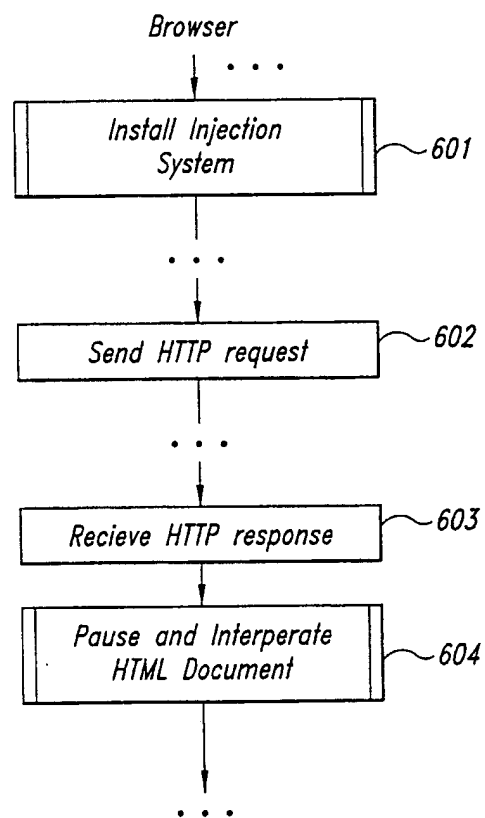 Browser
• • •
Install Injection
System
601
• • •
Send HTTP request
602
• • •
Recieve HTTP response
603
Pause and Interperate
HTML Document
604
• • •